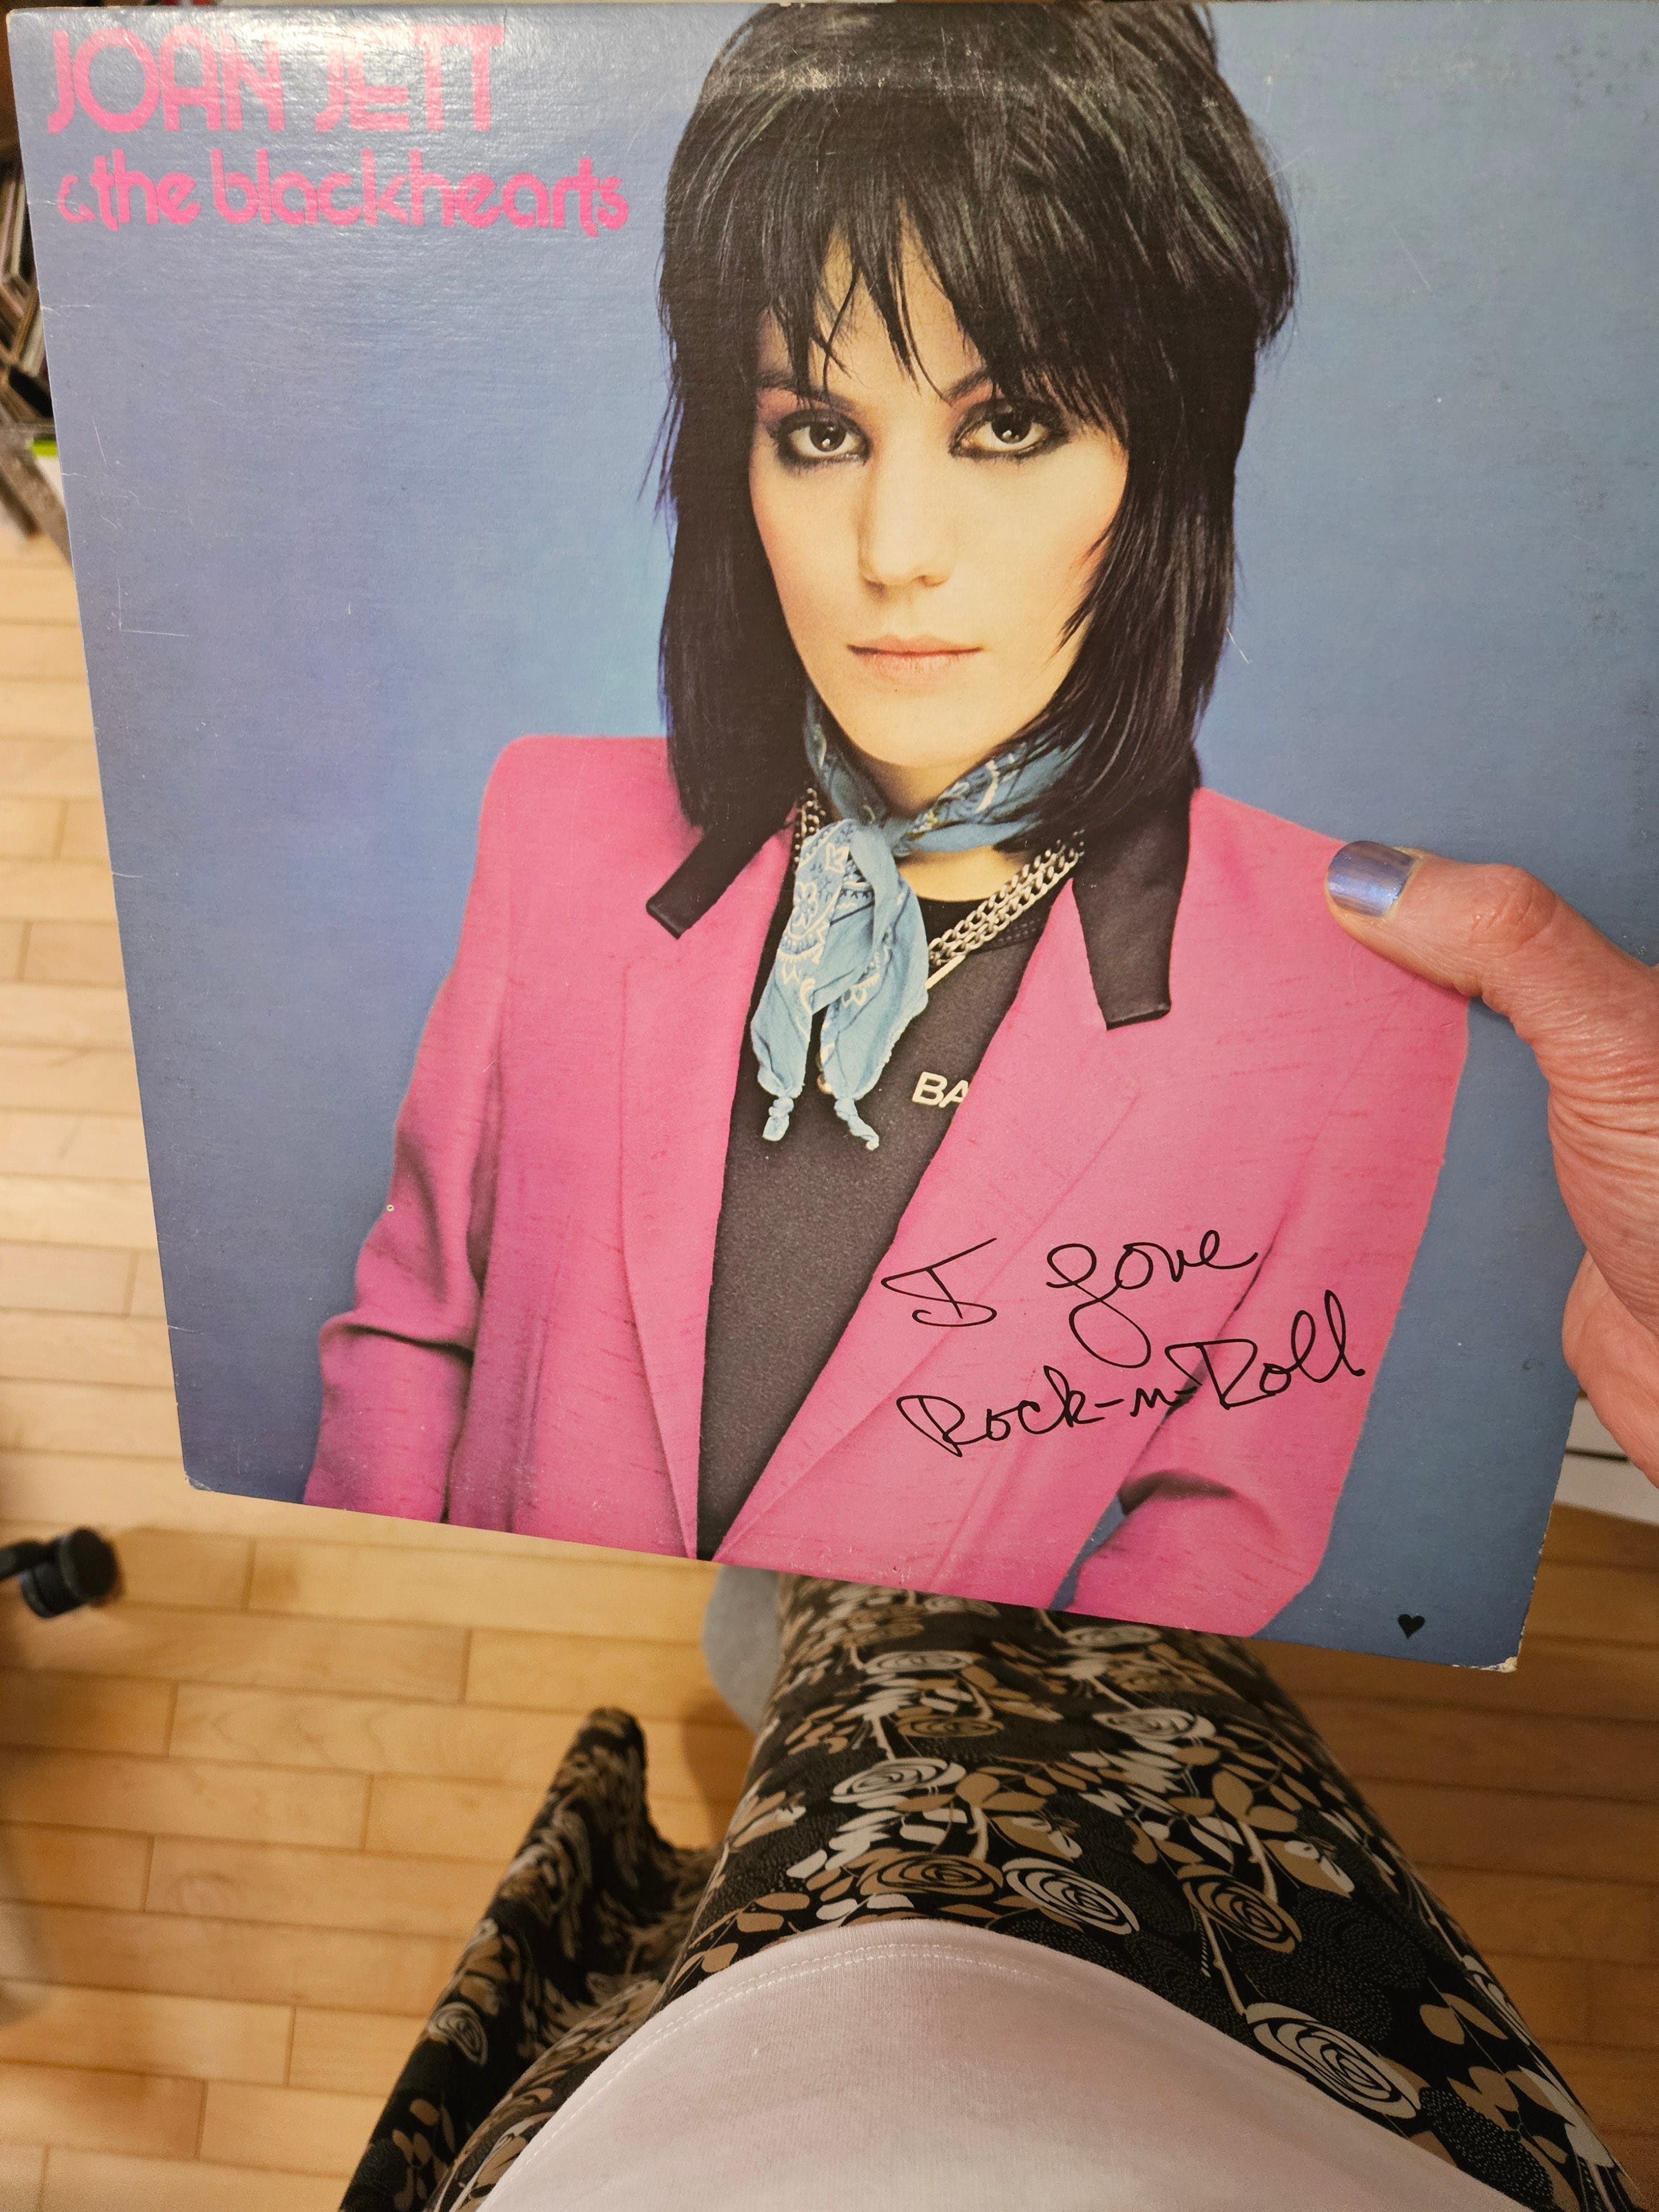 JOAN JETT
& the blackhearts
BA
I Love
Rock-n-Roll